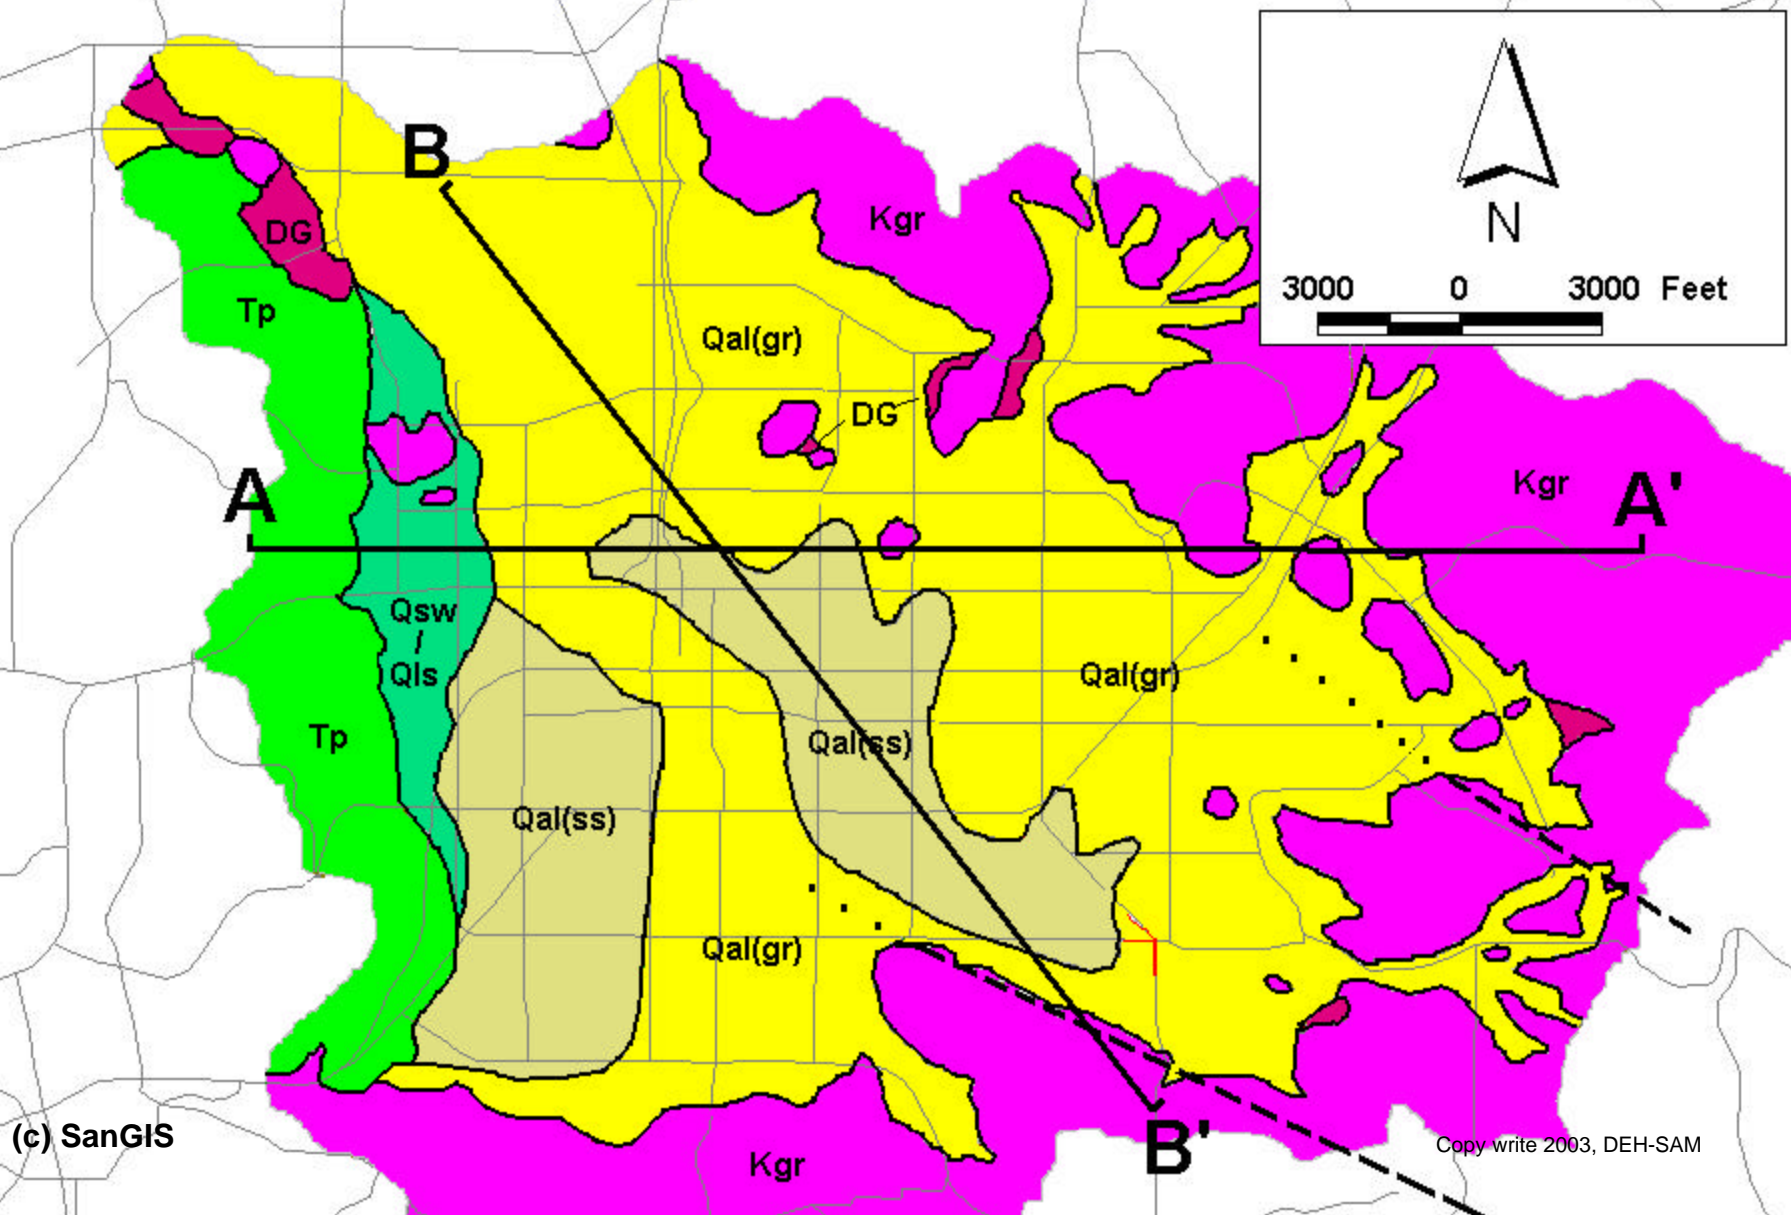 B
N
3000 0 3000 Feet
Kgr
DG
Tp
Qal(gr)
DG
A
Kgr
A'
Qsw
/
Qls
Qal(gr)
Tp
Qal(ss)
Qal(ss)
Qal(gr)
(c) SanGIS
B'
Copy write 2003, DEH-SAM
Kgr